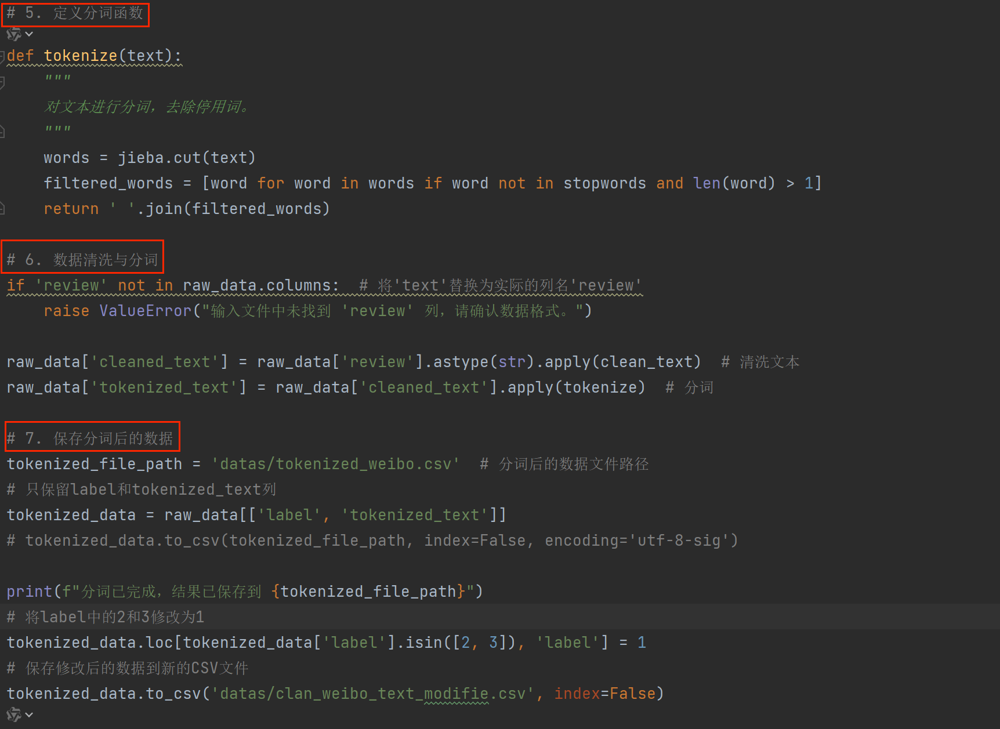 # 5. 定义分词函数
def tokenize(text):
    """
    对文本进行分词，去除停用词。
    """
    words = jieba.cut(text)
    filtered_words = [word for word in words if word not in stopwords and len(word) > 1]
    return ' '.join(filtered_words)
# 6. 数据清洗与分词
if 'review' not in raw_data.columns:  # 将'text'替换为实际的列名'review'
    raise ValueError("输入文件中未找到 'review' 列，请确认数据格式。")
raw_data['cleaned_text'] = raw_data['review'].astype(str).apply(clean_text)  # 清洗文本
raw_data['tokenized_text'] = raw_data['cleaned_text'].apply(tokenize)  # 分词
# 7. 保存分词后的数据
tokenized_file_path = 'datas/tokenized_weibo.csv'  # 分词后的数据文件路径
# 只保留label和tokenized_text列
tokenized_data = raw_data[['label', 'tokenized_text']]
# tokenized_data.to_csv(tokenized_file_path, index=False, encoding='utf-8-sig')
print(f"分词已完成，结果已保存到 {tokenized_file_path}")
# 将label中的2和3修改为1
tokenized_data.loc[tokenized_data['label'].isin([2, 3]), 'label'] = 1
# 保存修改后的数据到新的CSV文件
tokenized_data.to_csv('datas/clan_weibo_text_modifie.csv', index=False)